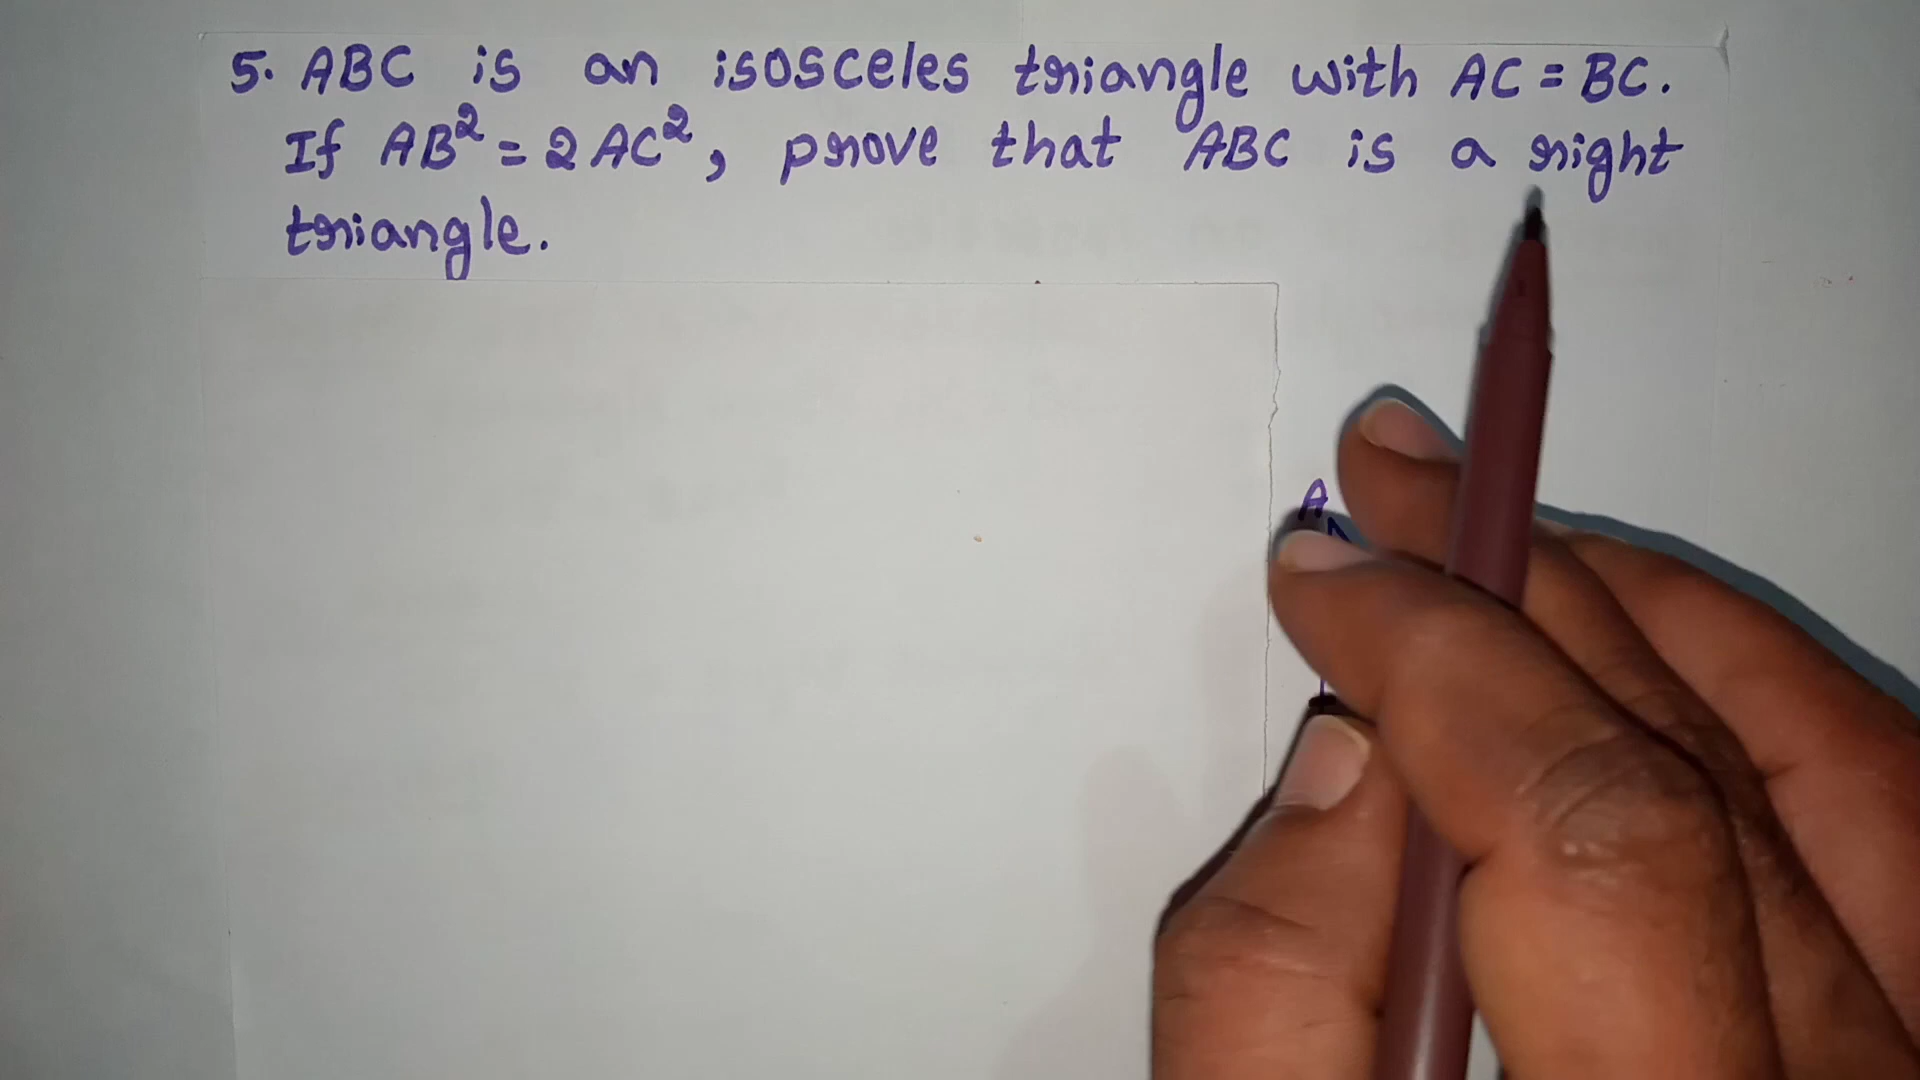 5. ABC is an isosceles triangle with AC = BC.
If AB² = 2AC², prove that ABC is a right
triangle.
A